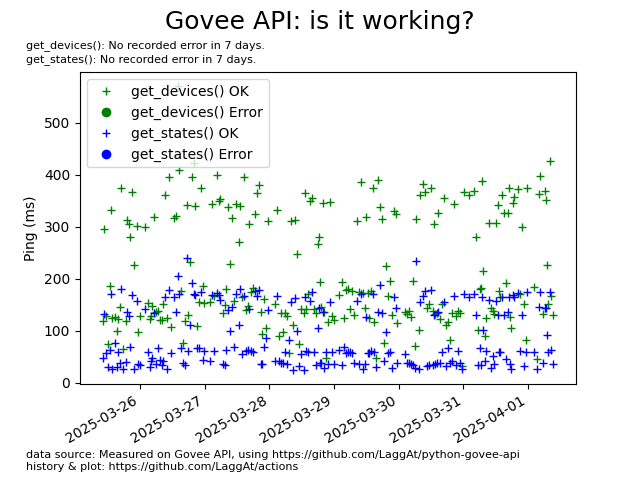 Govee API: is it working?
get_devices(): No recorded error in 7 days.
get_states(): No recorded error in 7 days.
get_devices() OK
get_devices() Error
get_states() OK
get_states() Error
Ping (ms)
500
400
300
200
100
0
2025-03-26
2025-03-27
2025-03-28
2025-03-29
2025-03-30
2025-03-31
2025-04-01
data source: Measured on Govee API, using https://github.com/LaggAt/python-govee-api
history & plot: https://github.com/LaggAt/actions